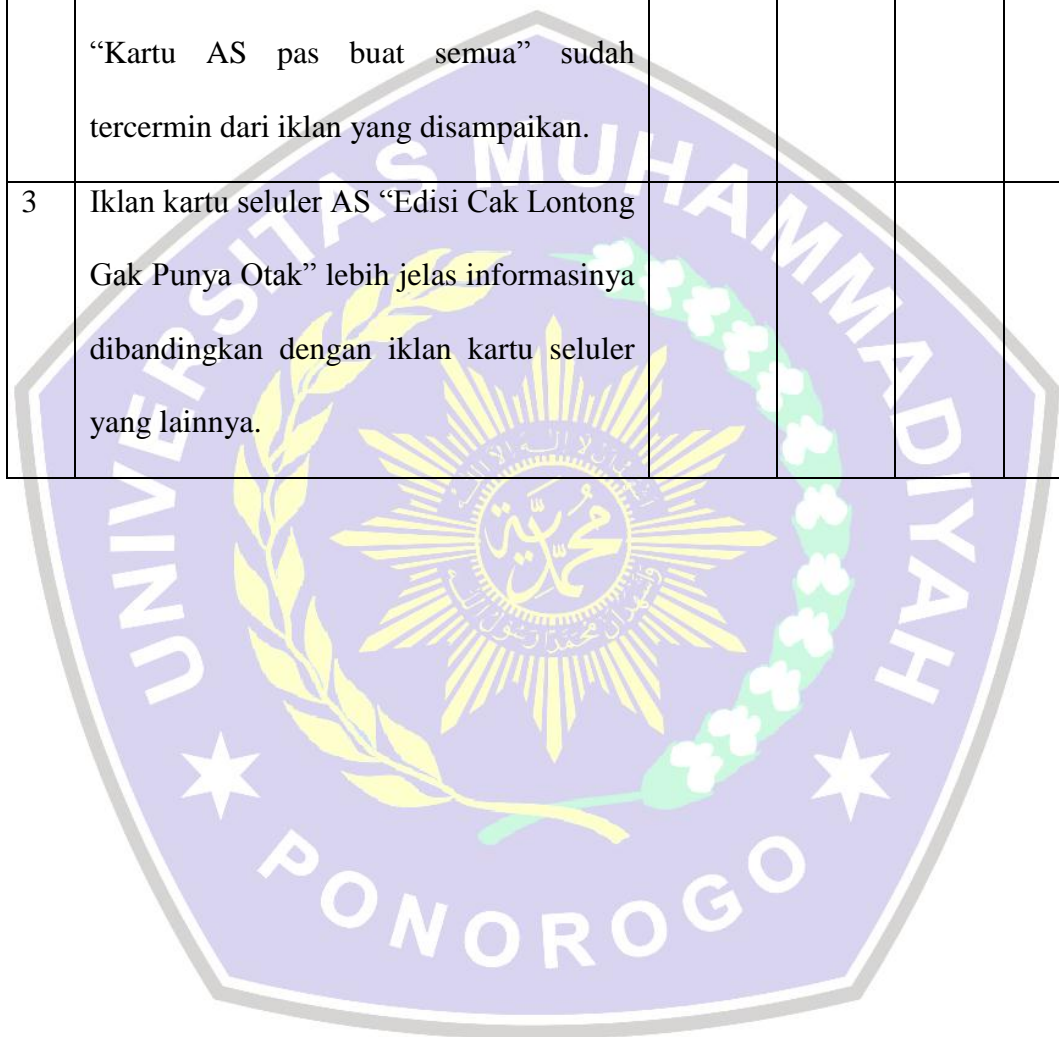 “Kartu AS pas buat semua” sudah
tercermin dari iklan yang disampaikan.
3 Iklan kartu seluler AS “Edisi Cak Lontong
Gak Punya Otak” lebih jelas informasinya
dibandingkan dengan iklan kartu seluler
yang lainnya.
UNIVERSITAS MUHAMMADIYAH
PONOROGO